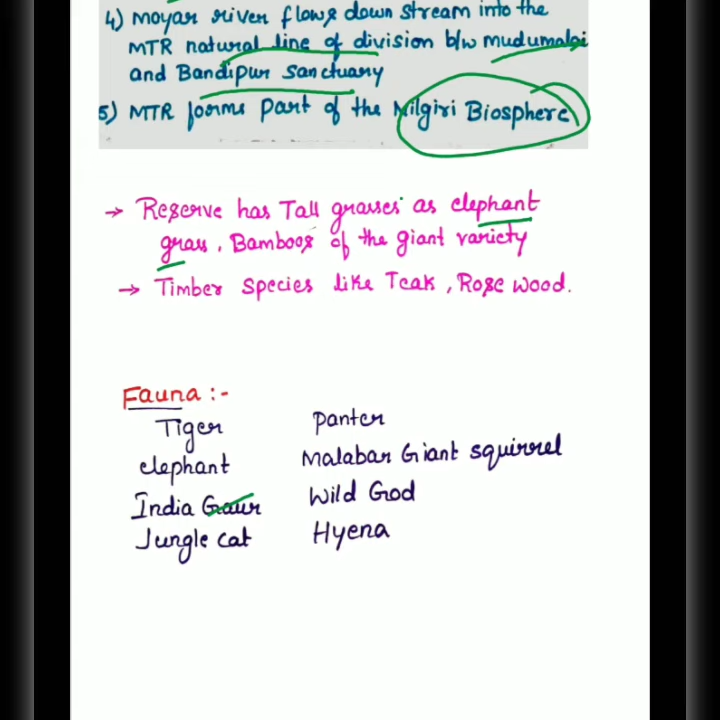 4) Moyar river flows down stream into the
MTR natural line of division b/w mudumalai
and Bandipur Sanctuary
5) MTR forms part of the Nilgiri Biosphere
→ Reserve has Tall grasses as elephant
grass, Bamboos of the giant variety
→ Timber species like Teak, Rose wood.
Fauna :-
Tiger Panter
elephant Malabar Giant squirrel
India Gaur Wild God
Jungle cat Hyena